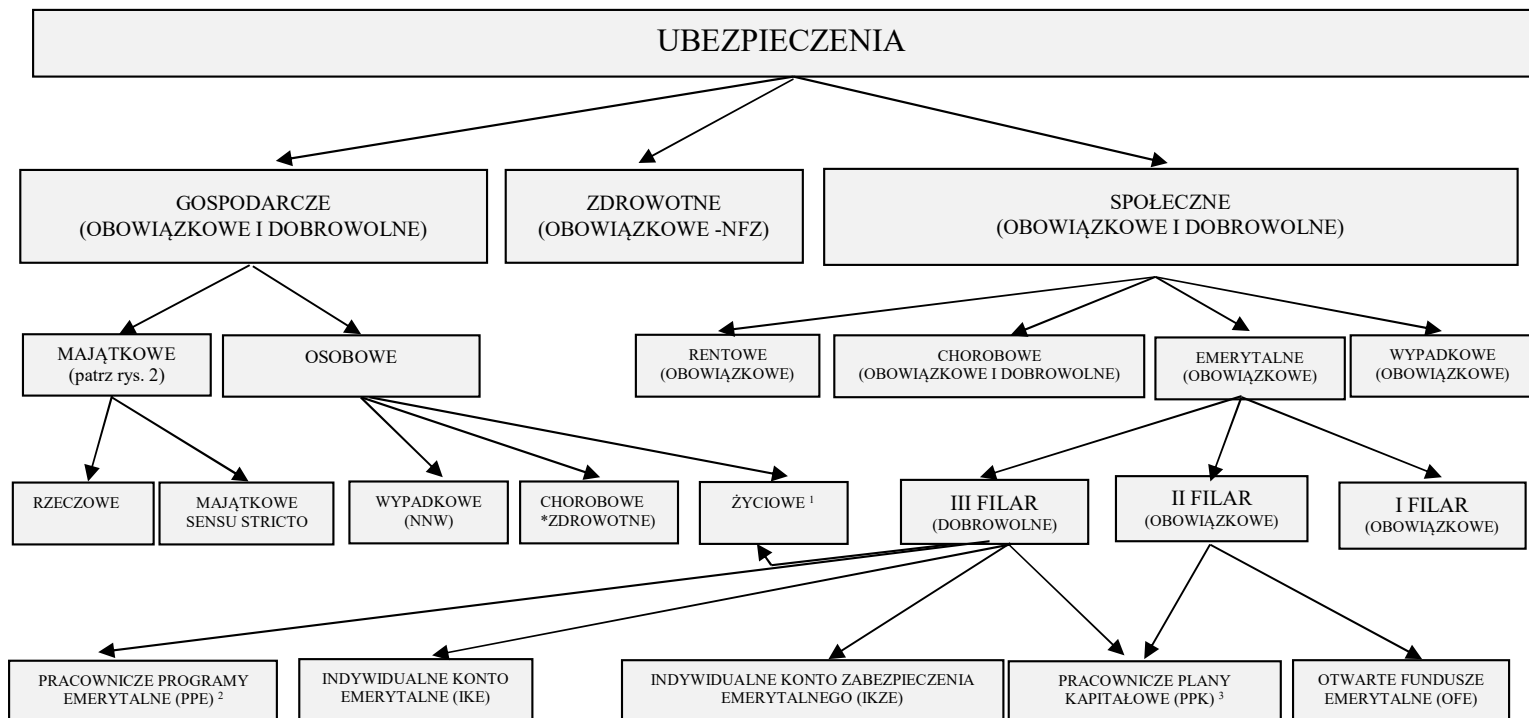 UBEZPIECZENIA
GOSPODARCZE
(OBOWIĄZKOWE I DOBROWOLNE)
ZDROWOTNE
(OBOWIĄZKOWE -NFZ)
SPOŁECZNE
(OBOWIĄZKOWE I DOBROWOLNE)
MAJĄTKOWE
(patrz rys. 2)
OSOBOWE
RENTOWE
(OBOWIĄZKOWE)
CHOROBOWE
(OBOWIĄZKOWE I DOBROWOLNE)
EMERYTALNE
(OBOWIĄZKOWE)
WYPADKOWE
(OBOWIĄZKOWE)
RZECZOWE
MAJĄTKOWE
SENSU STRICTO
WYPADKOWE
(NNW)
CHOROBOWE
*ZDROWOTNE)
ŻYCIOWE ¹
III FILAR
(DOBROWOLNE)
II FILAR
(OBOWIĄZKOWE)
I FILAR
(OBOWIĄZKOWE)
PRACOWNICZE PROGRAMY
EMERYTALNE (PPE) ²
INDYWIDUALNE KONTO
EMERYTALNE (IKE)
INDYWIDUALNE KONTO ZABEZPIECZENIA
EMERYTALNEGO (IKZE)
PRACOWNICZE PLANY
KAPITAŁOWE (PPK) ³
OTWARTE FUNDUSZE
EMERYTALNE (OFE)